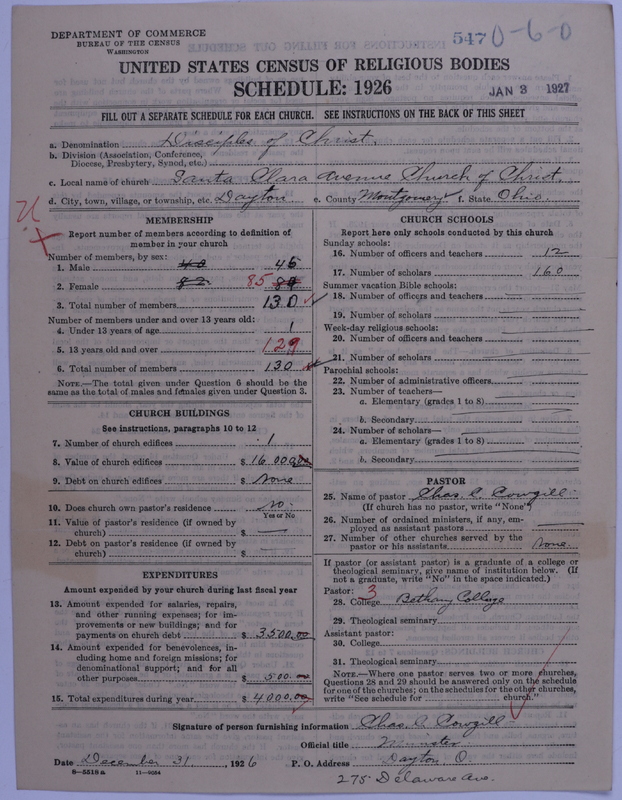 DEPARTMENT OF COMMERCE
BUREAU OF THE CENSUS
WASHINGTON
5470-6-0
UNITED STATES CENSUS OF RELIGIOUS BODIES
SCHEDULE: 1926
JAN 3 1927
FILL OUT A SEPARATE SCHEDULE FOR EACH CHURCH. SEE INSTRUCTIONS ON THE BACK OF THIS SHEET
a. Denomination Disciples of Christ.
b. Division (Association, Conference,
Diocese, Presbytery, Synod, etc.)
c. Local name of church Santa Clara Avenue Church of Christ
d. City, town, village, or township, etc. Dayton e. County Montgomery f. State Ohio.
MEMBERSHIP
Report number of members according to definition of
member in your church
Number of members, by sex:
1. Male 40 45
2. Female 82 85 84
3. Total number of members 130
Number of members under and over 13 years old:
4. Under 13 years of age 1
5. 13 years old and over 129
6. Total number of members 130
NOTE.—The total given under Question 6 should be the
same as the total of males and females given under Question 3.
CHURCH BUILDINGS
See instructions, paragraphs 10 to 12
7. Number of church edifices 1
8. Value of church edifices $ 16000.00
9. Debt on church edifices $ None
10. Does church own pastor's residence No.
Yes or No
11. Value of pastor's residence (if owned by
church) $ —
12. Debt on pastor's residence (if owned by
church) $ —
EXPENDITURES
Amount expended by your church during last fiscal year
13. Amount expended for salaries, repairs,
and other running expenses; for im-
provements or new buildings; and for
payments on church debt $ 3500.00
14. Amount expended for benevolences, in-
cluding home and foreign missions; for
denominational support; and for all
other purposes $ 500.00
15. Total expenditures during year $ 4000.00
CHURCH SCHOOLS
Report here only schools conducted by this church
Sunday schools:
16. Number of officers and teachers 12
17. Number of scholars 160
Summer vacation Bible schools:
18. Number of officers and teachers
19. Number of scholars
Week-day religious schools:
20. Number of officers and teachers
21. Number of scholars
Parochial schools:
22. Number of administrative officers
23. Number of teachers—
a. Elementary (grades 1 to 8)
b. Secondary
24. Number of scholars—
a. Elementary (grades 1 to 8)
b. Secondary
PASTOR
25. Name of pastor Chas. C. Cowgill
(If church has no pastor, write "None")
26. Number of ordained ministers, if any, em-
ployed as assistant pastors
27. Number of other churches served by the
pastor or his assistants None.
If pastor (or assistant pastor) is a graduate of a college or
theological seminary, give name of institution below. (If
not a graduate, write "No" in the space indicated.)
Pastor: 3
28. College Bethany College
29. Theological seminary
Assistant pastor:
30. College
31. Theological seminary
NOTE.—Where one pastor serves two or more churches,
Questions 28 and 29 should be answered only on the schedule
for one of the churches; on the schedules for the other churches,
write "See schedule for church."
Signature of person furnishing information Chas. C. Cowgill
Official title Minister
Date December 31, 1926 P. O. Address Dayton O.
8—5518a 11—9054
275 Delaware Ave.